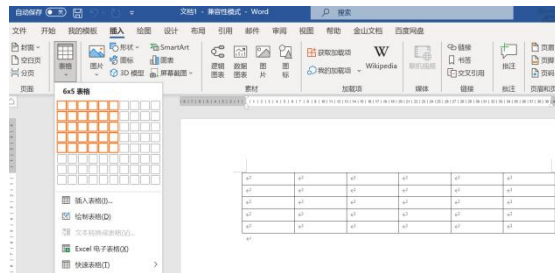 自动保存 文档1 - 兼容性模式 - Word 搜索
文件 开始 我的模板 插入 绘图 设计 布局 引用 邮件 审阅 视图 帮助 金山文档 百度网盘
封面 形状 SmartArt 获取加载项 链接 页眉
空白页 表格 图片 图标 图表 逻辑图表 数据图表 图片 图标 我的加载项 Wikipedia 联机视频 书签 批注 页脚
分页 3D 模型 屏幕截图 交叉引用 页码
页面 素材 加载项 媒体 链接 批注
6x5 表格
插入表格(I)...
绘制表格(D)
文本转换成表格(V)...
Excel 电子表格(X)
快速表格(T)